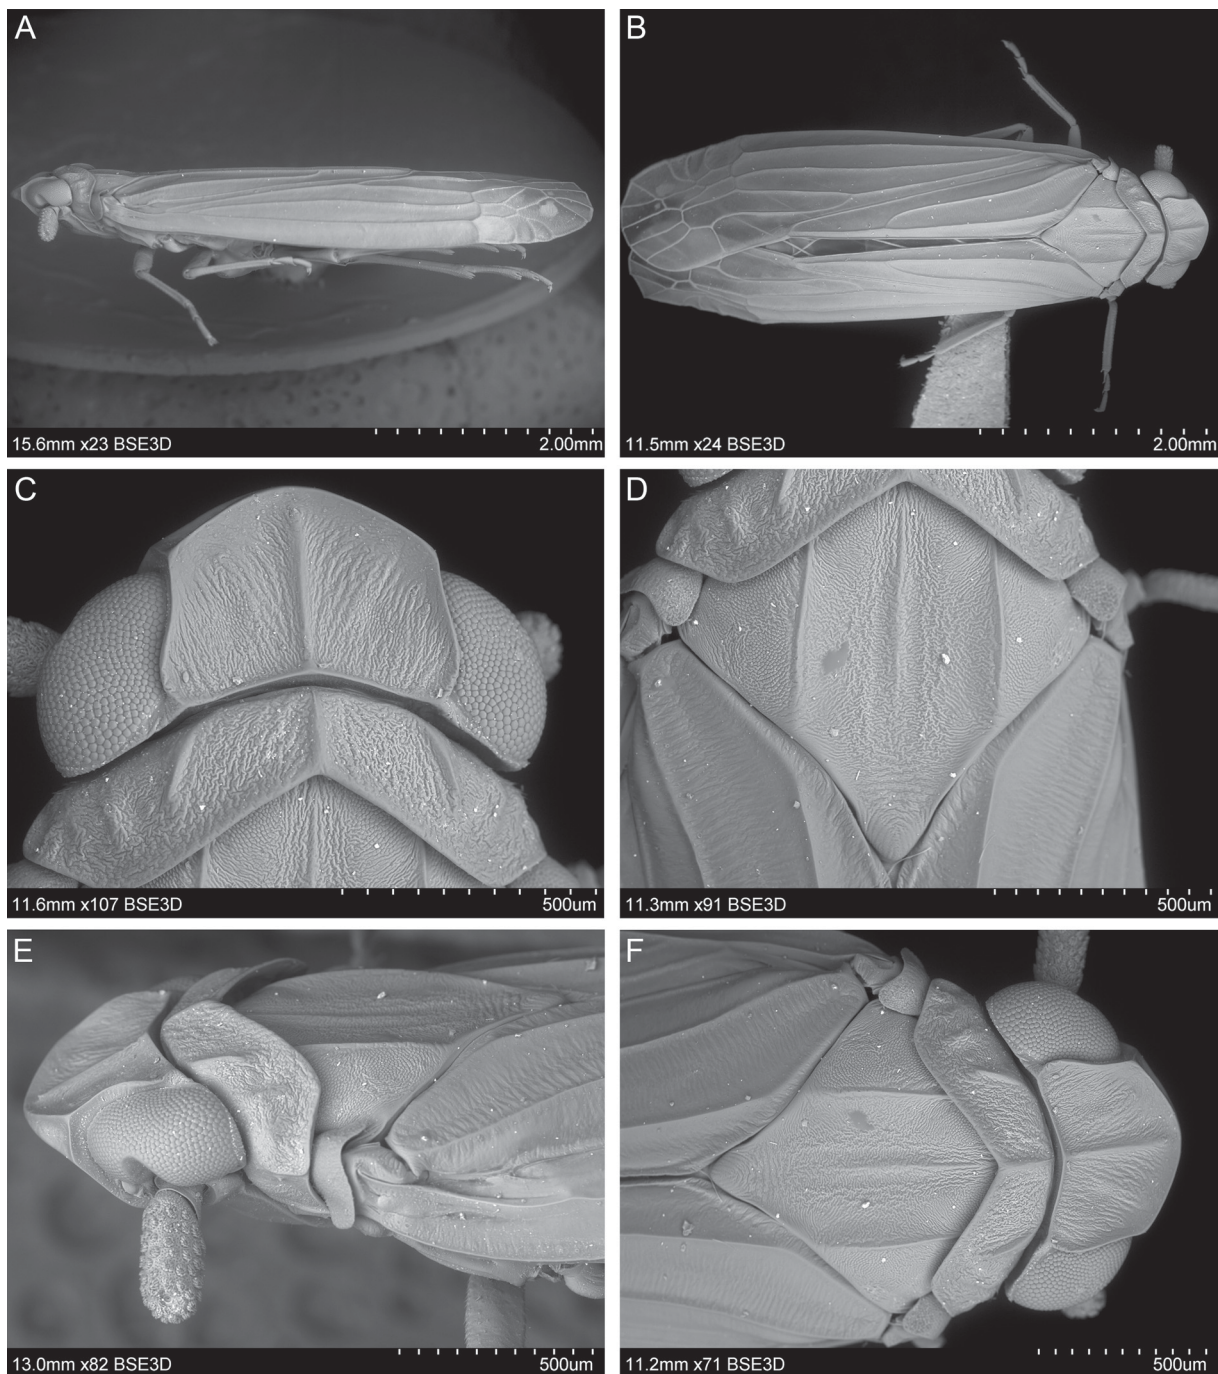 A
15.6mm x23 BSE3D 2.00mm
B
11.5mm x24 BSE3D 2.00mm
C
11.6mm x107 BSE3D 500um
D
11.3mm x91 BSE3D 500um
E
13.0mm x82 BSE3D 500um
F
11.2mm x71 BSE3D 500um